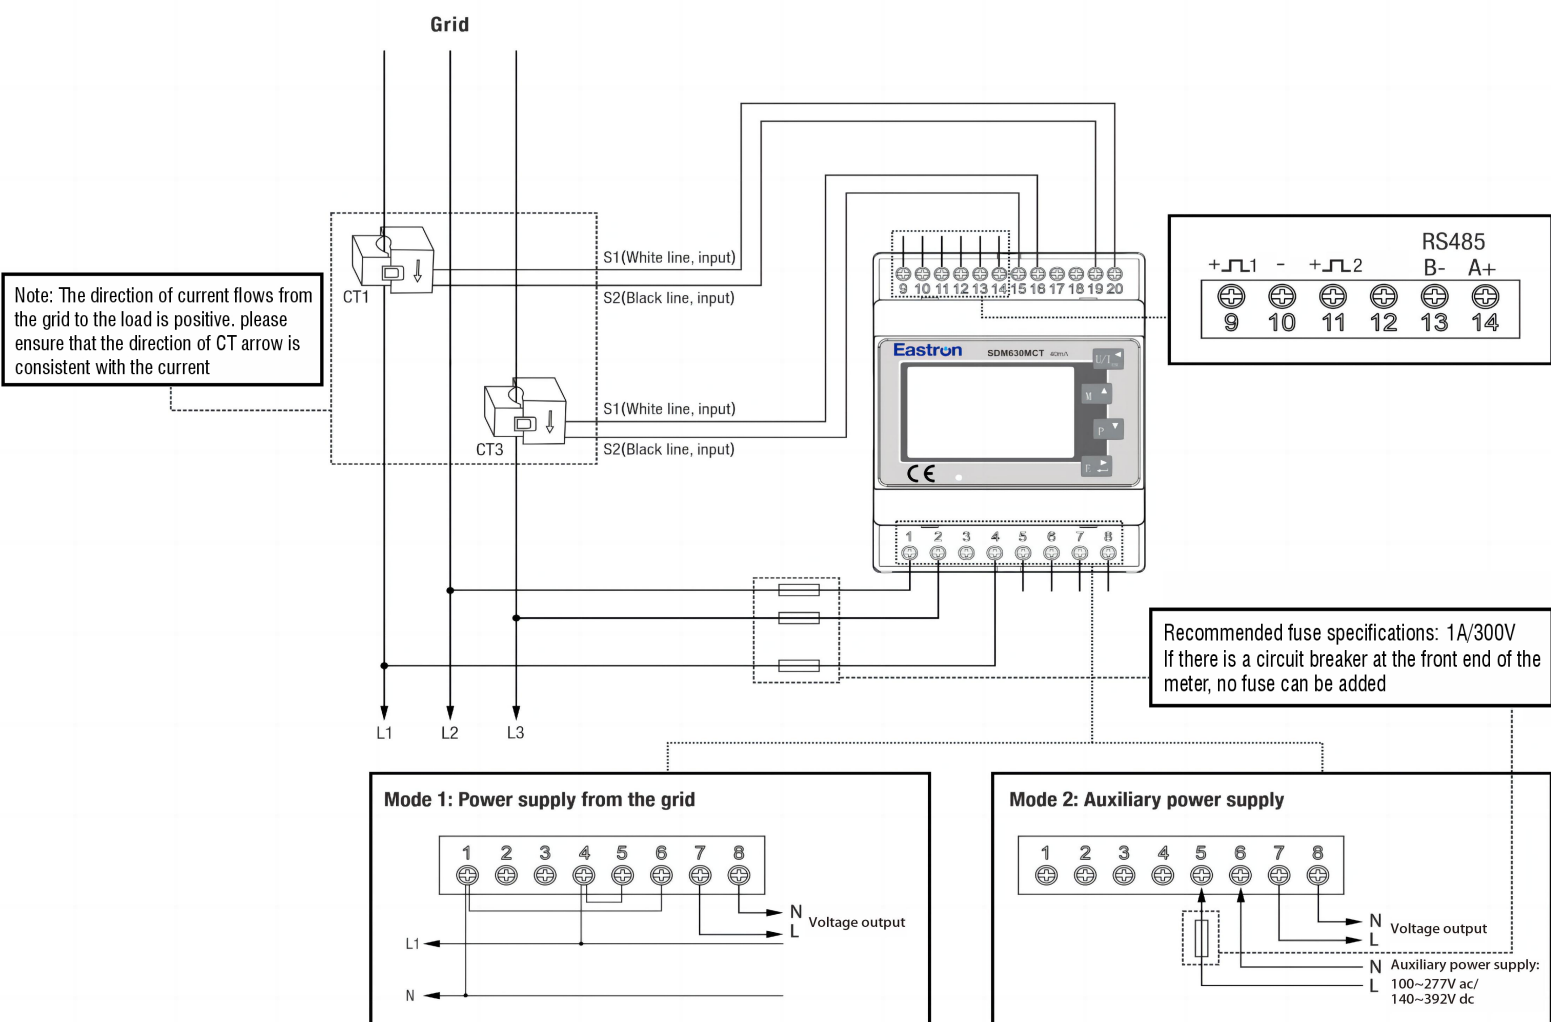 Grid
S1(White line, input)
S2(Black line, input)
CT1
Note: The direction of current flows from
the grid to the load is positive. please
ensure that the direction of CT arrow is
consistent with the current
S1(White line, input)
S2(Black line, input)
CT3
9 10 11 12 13 14 15 16 17 18 19 20
RS485
+ 1 - + 2 B- A+
9 10 11 12 13 14
Eastron SDM630MCT 40mA
U/I
M
P
E
CE
1 2 3 4 5 6 7 8
Recommended fuse specifications: 1A/300V
If there is a circuit breaker at the front end of the
meter, no fuse can be added
L1 L2 L3
Mode 1: Power supply from the grid
1 2 3 4 5 6 7 8
N
L
Voltage output
L1
N
Mode 2: Auxiliary power supply
1 2 3 4 5 6 7 8
N
L
Voltage output
N
L
Auxiliary power supply:
100~277V ac/
140~392V dc